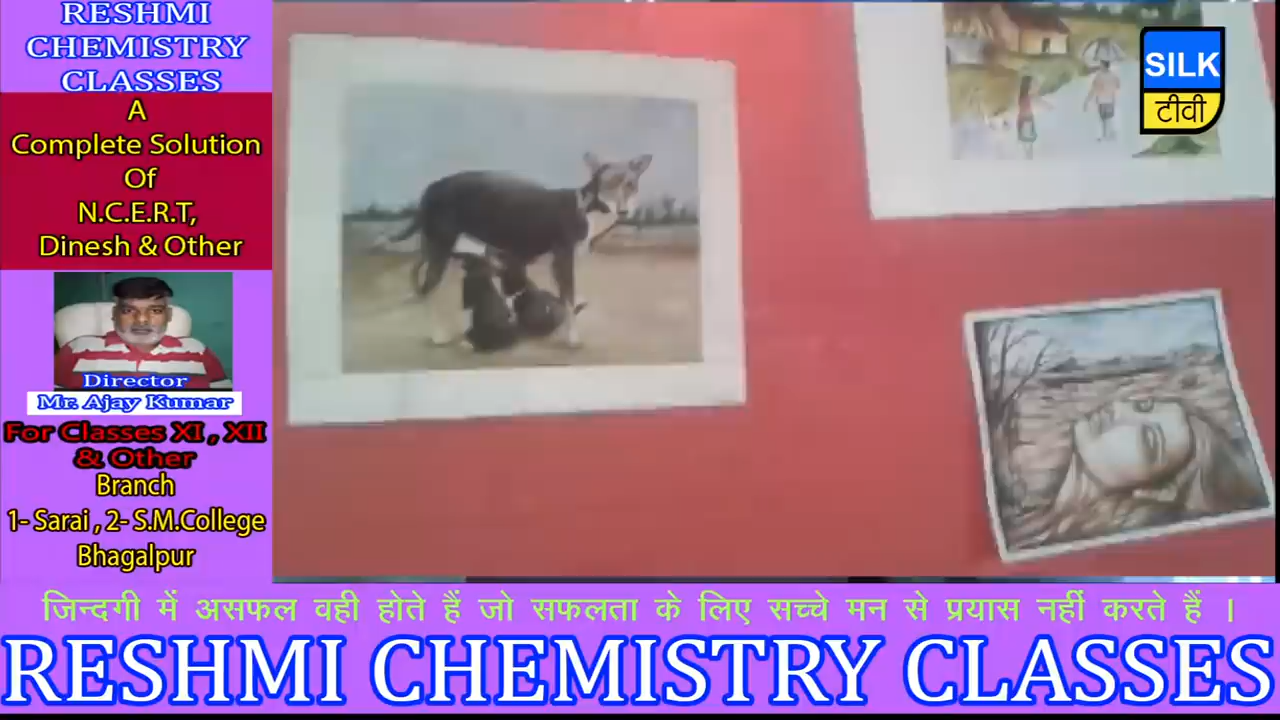 RESHMI
CHEMISTRY
CLASSES
A
Complete Solution
Of
N.C.E.R.T,
Dinesh & Other
Director
Mr. Ajay Kumar
For Classes XI , XII
& Other
Branch
1- Sarai , 2- S.M.College
Bhagalpur
SILK
टीवी
जिन्दगी में असफल वही होते हैं जो सफलता के लिए सच्चे मन से प्रयास नहीं करते हैं ।
RESHMI CHEMISTRY CLASSES